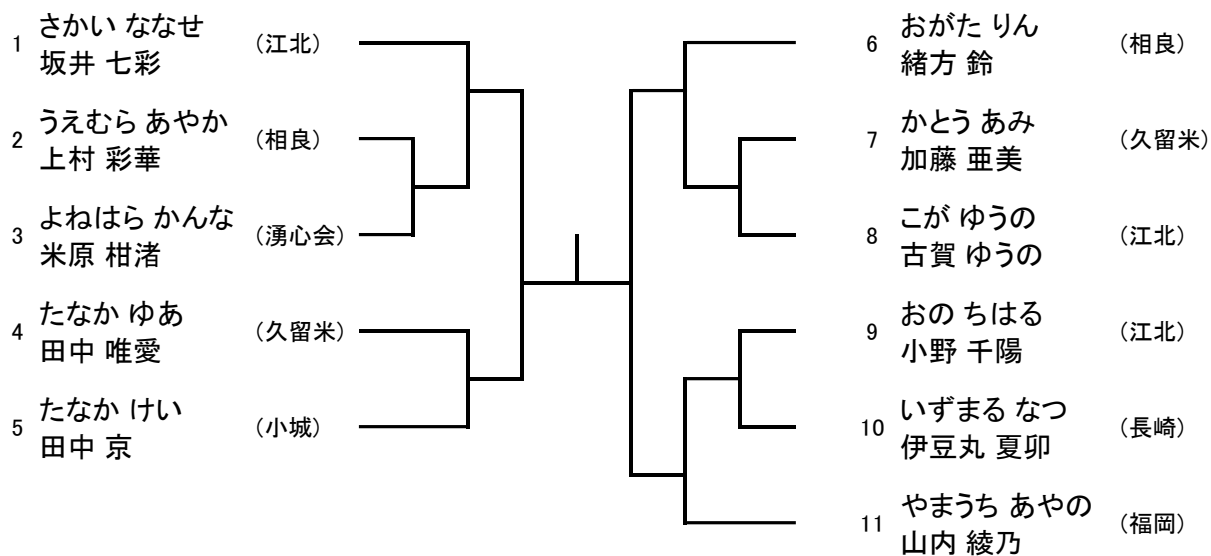 1 さかい ななせ (江北)
坂井 七彩
2 うえむら あやか (相良)
上村 彩華
3 よねはら かんな (湧心会)
米原 柑渚
4 たなか ゆあ (久留米)
田中 唯愛
5 たなか けい (小城)
田中 京
6 おがた りん (相良)
緒方 鈴
7 かとう あみ (久留米)
加藤 亜美
8 こが ゆうの (江北)
古賀 ゆうの
9 おの ちはる (江北)
小野 千陽
10 いずまる なつ (長崎)
伊豆丸 夏卯
11 やまうち あやの (福岡)
山内 綾乃